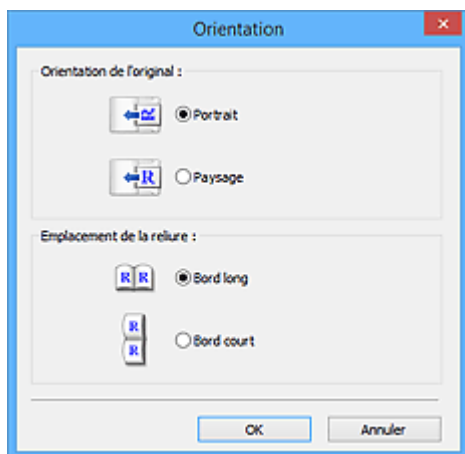 Orientation
Orientation de l'original :
R
Portrait
R
Paysage
Emplacement de la reliure :
R R
Bord long
R
R
Bord court
OK
Annuler